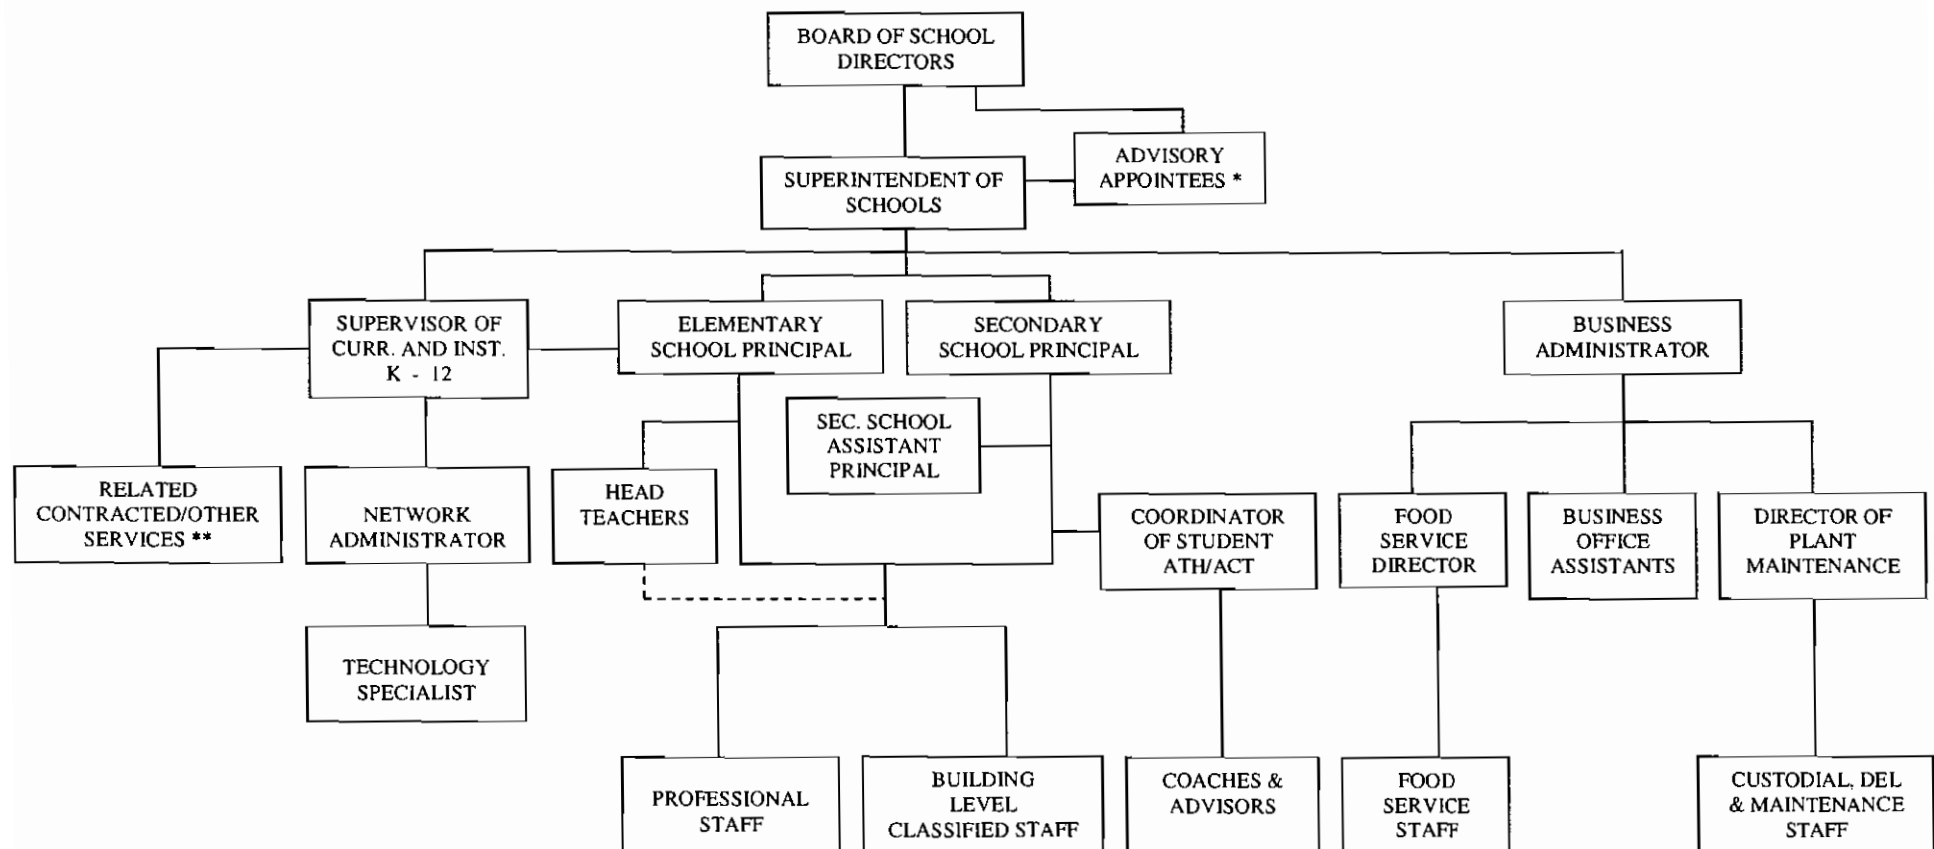 BOARD OF SCHOOL
DIRECTORS
ADVISORY
APPOINTEES *
SUPERINTENDENT OF
SCHOOLS
SUPERVISOR OF
CURR. AND INST.
K - 12
ELEMENTARY
SCHOOL PRINCIPAL
SECONDARY
SCHOOL PRINCIPAL
BUSINESS
ADMINISTRATOR
SEC. SCHOOL
ASSISTANT
PRINCIPAL
RELATED
CONTRACTED/OTHER
SERVICES **
NETWORK
ADMINISTRATOR
HEAD
TEACHERS
COORDINATOR
OF STUDENT
ATH/ACT
FOOD
SERVICE
DIRECTOR
BUSINESS
OFFICE
ASSISTANTS
DIRECTOR OF
PLANT
MAINTENANCE
TECHNOLOGY
SPECIALIST
PROFESSIONAL
STAFF
BUILDING
LEVEL
CLASSIFIED STAFF
COACHES &
ADVISORS
FOOD
SERVICE
STAFF
CUSTODIAL, DEL
& MAINTENANCE
STAFF